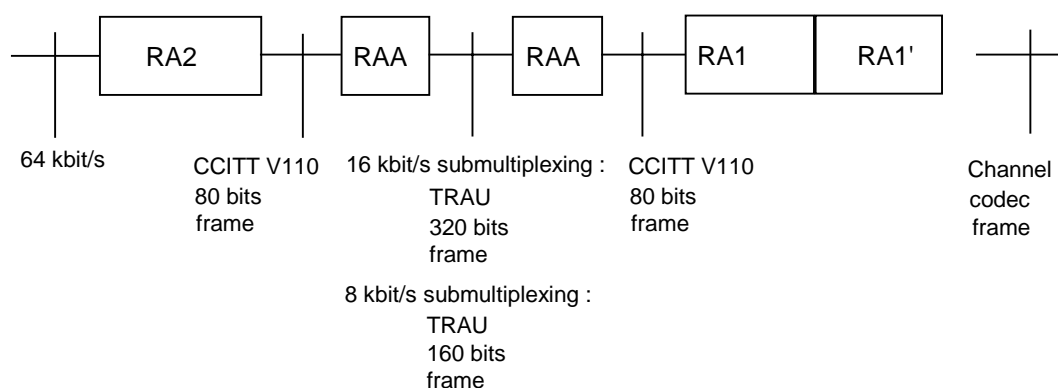 RA2
RAA
RAA
RA1
RA1'
64 kbit/s
CCITT V110
80 bits
frame
16 kbit/s submultiplexing :
TRAU
320 bits
frame
8 kbit/s submultiplexing :
TRAU
160 bits
frame
CCITT V110
80 bits
frame
Channel
codec
frame